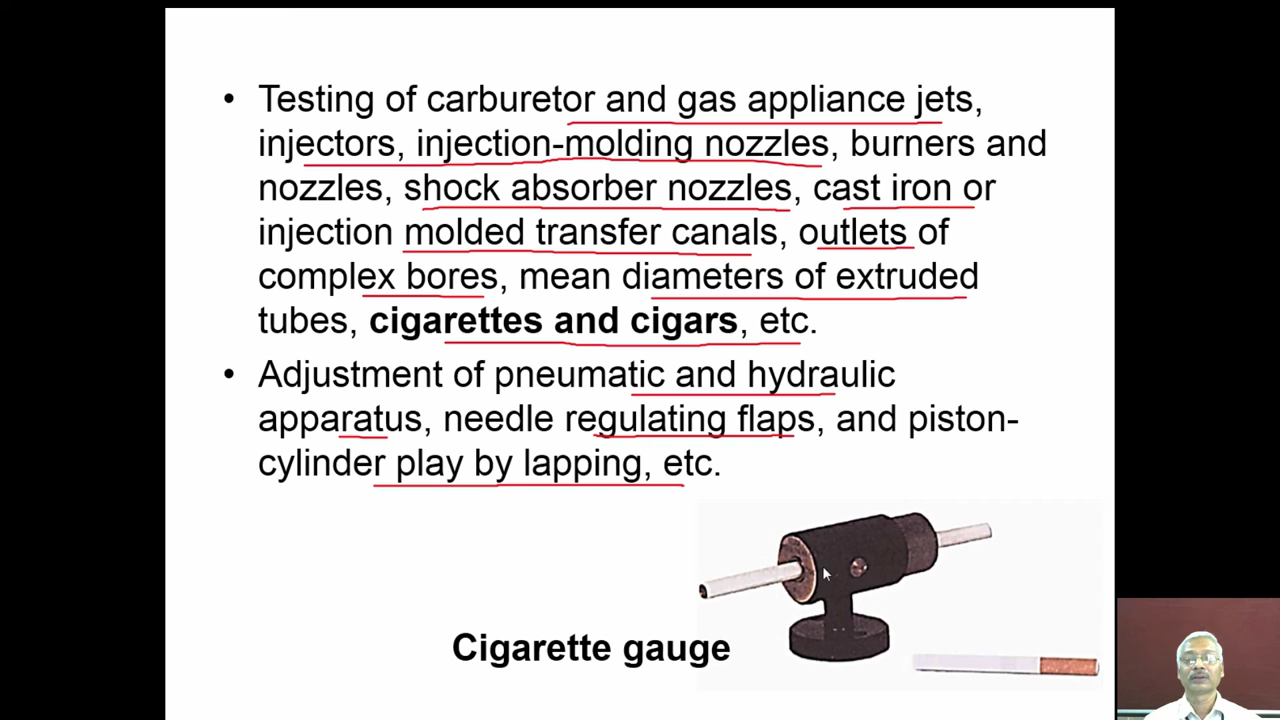 • Testing of carburetor and gas appliance jets,
injectors, injection-molding nozzles, burners and
nozzles, shock absorber nozzles, cast iron or
injection molded transfer canals, outlets of
complex bores, mean diameters of extruded
tubes, cigarettes and cigars, etc.
• Adjustment of pneumatic and hydraulic
apparatus, needle regulating flaps, and piston-
cylinder play by lapping, etc.
Cigarette gauge